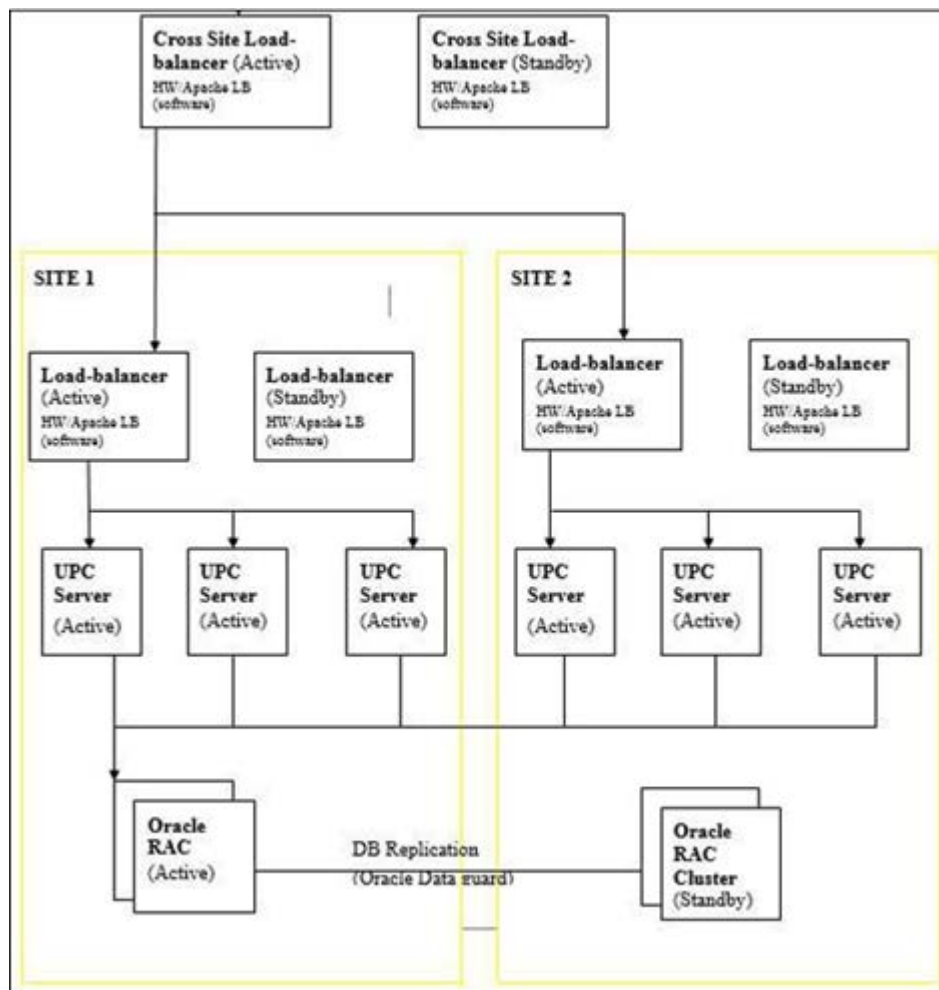 Cross Site Load-
balancer (Active)
HW/Apache LB
(software)
Cross Site Load-
balancer (Standby)
HW/Apache LB
(software)
SITE 1
SITE 2
Load-balancer
(Active)
HW/Apache LB
(software)
Load-balancer
(Standby)
HW/Apache LB
(software)
Load-balancer
(Active)
HW/Apache LB
(software)
Load-balancer
(Standby)
HW/Apache LB
(software)
UPC
Server
(Active)
UPC
Server
(Active)
UPC
Server
(Active)
UPC
Server
(Active)
UPC
Server
(Active)
UPC
Server
(Active)
Oracle
RAC
(Active)
DB Replication
(Oracle Data guard)
Oracle
RAC
Cluster
(Standby)